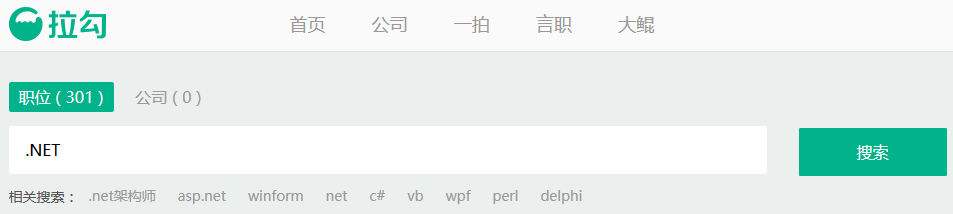 拉勾 首页 公司 一拍 言职 大鲲
职位 ( 301 ) 公司 ( 0 )
.NET 搜索
相关搜索： .net架构师 asp.net winform net c# vb wpf perl delphi